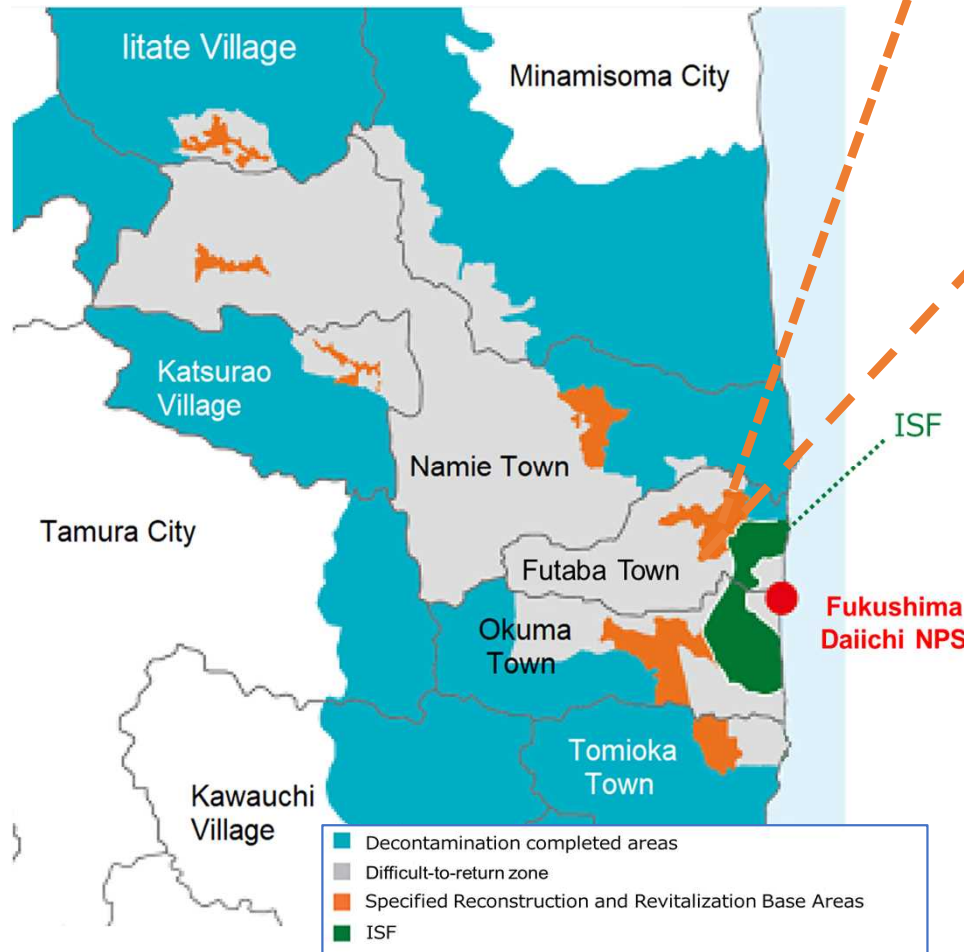 Iitate Village
Minamisoma City
Katsurao
Village
ISF
Namie Town
Tamura City
Futaba Town
Fukushima
Daiichi NPS
Okuma
Town
Tomioka
Town
Kawauchi
Village
Decontamination completed areas
Difficult-to-return zone
Specified Reconstruction and Revitalization Base Areas
ISF